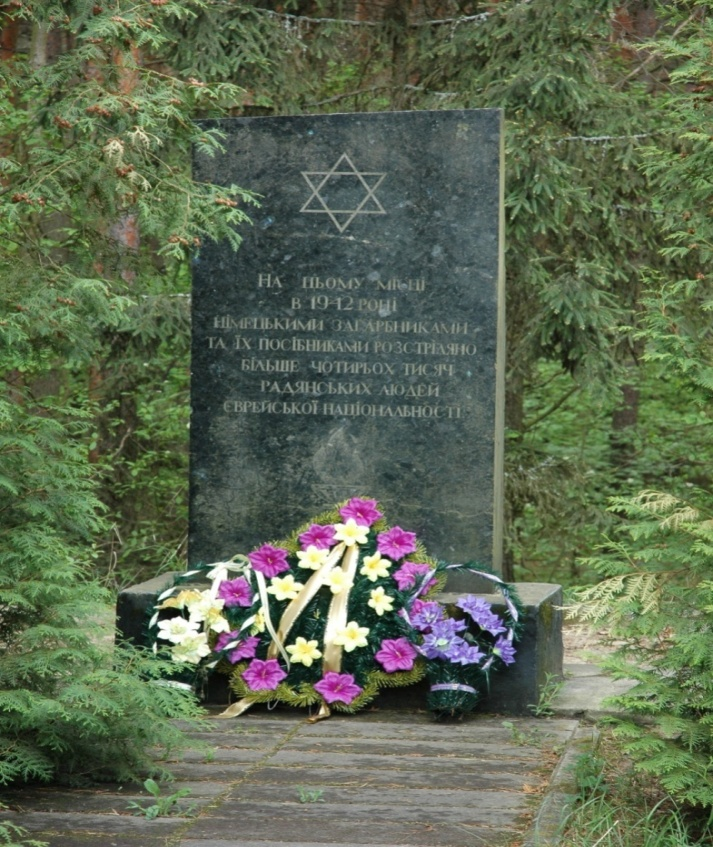 НА ЦЬОМУ МІСЦІ
В 1942 РОЦІ
НІМЕЦЬКИМИ ЗАГАРБНИКАМИ
ТА ЇХ ПОСІБНИКАМИ РОЗСТРІЛЯНО
БІЛЬШЕ ЧОТИРЬОХ ТИСЯЧ
РАДЯНСЬКИХ ЛЮДЕЙ
ЄВРЕЙСЬКОЇ НАЦІОНАЛЬНОСТІ